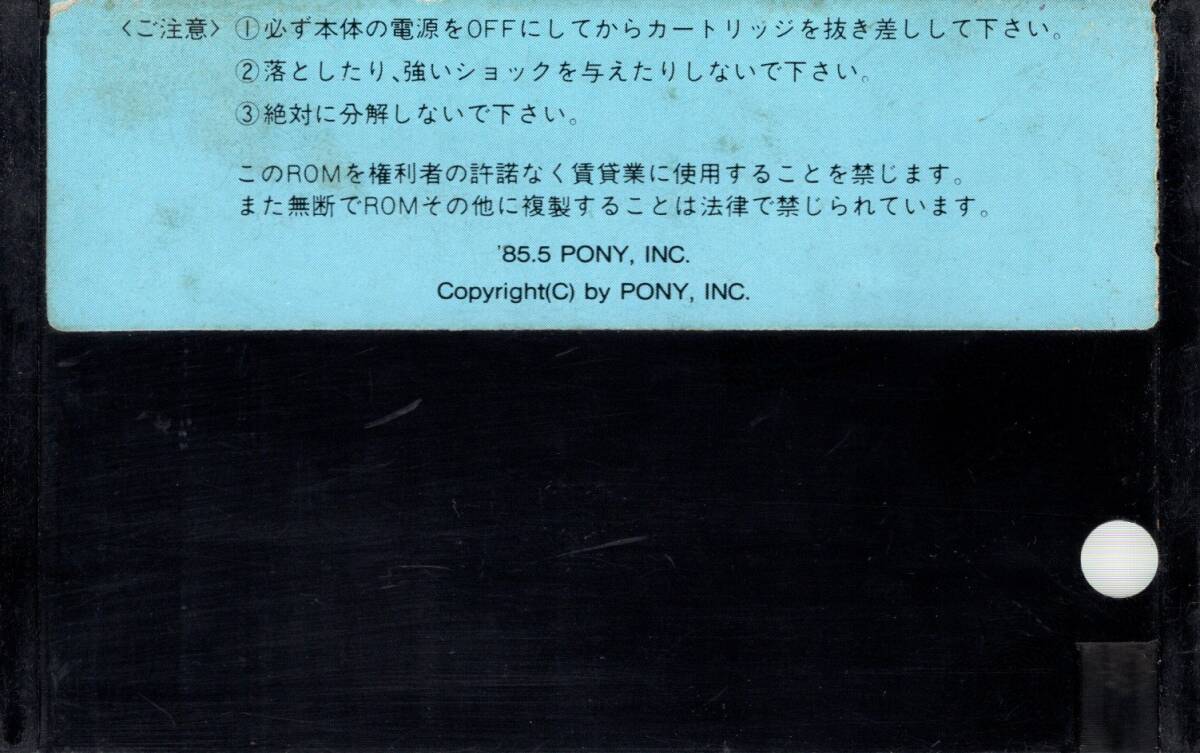 〈ご注意〉 ①必ず本体の電源をOFFにしてからカートリッジを抜き差しして下さい。
②落としたり、強いショックを与えたりしないで下さい。
③絶対に分解しないで下さい。
このROMを権利者の許諾なく賃貸業に使用することを禁じます。
また無断でROMその他に複製することは法律で禁じられています。
'85.5 PONY, INC.
Copyright(C) by PONY, INC.